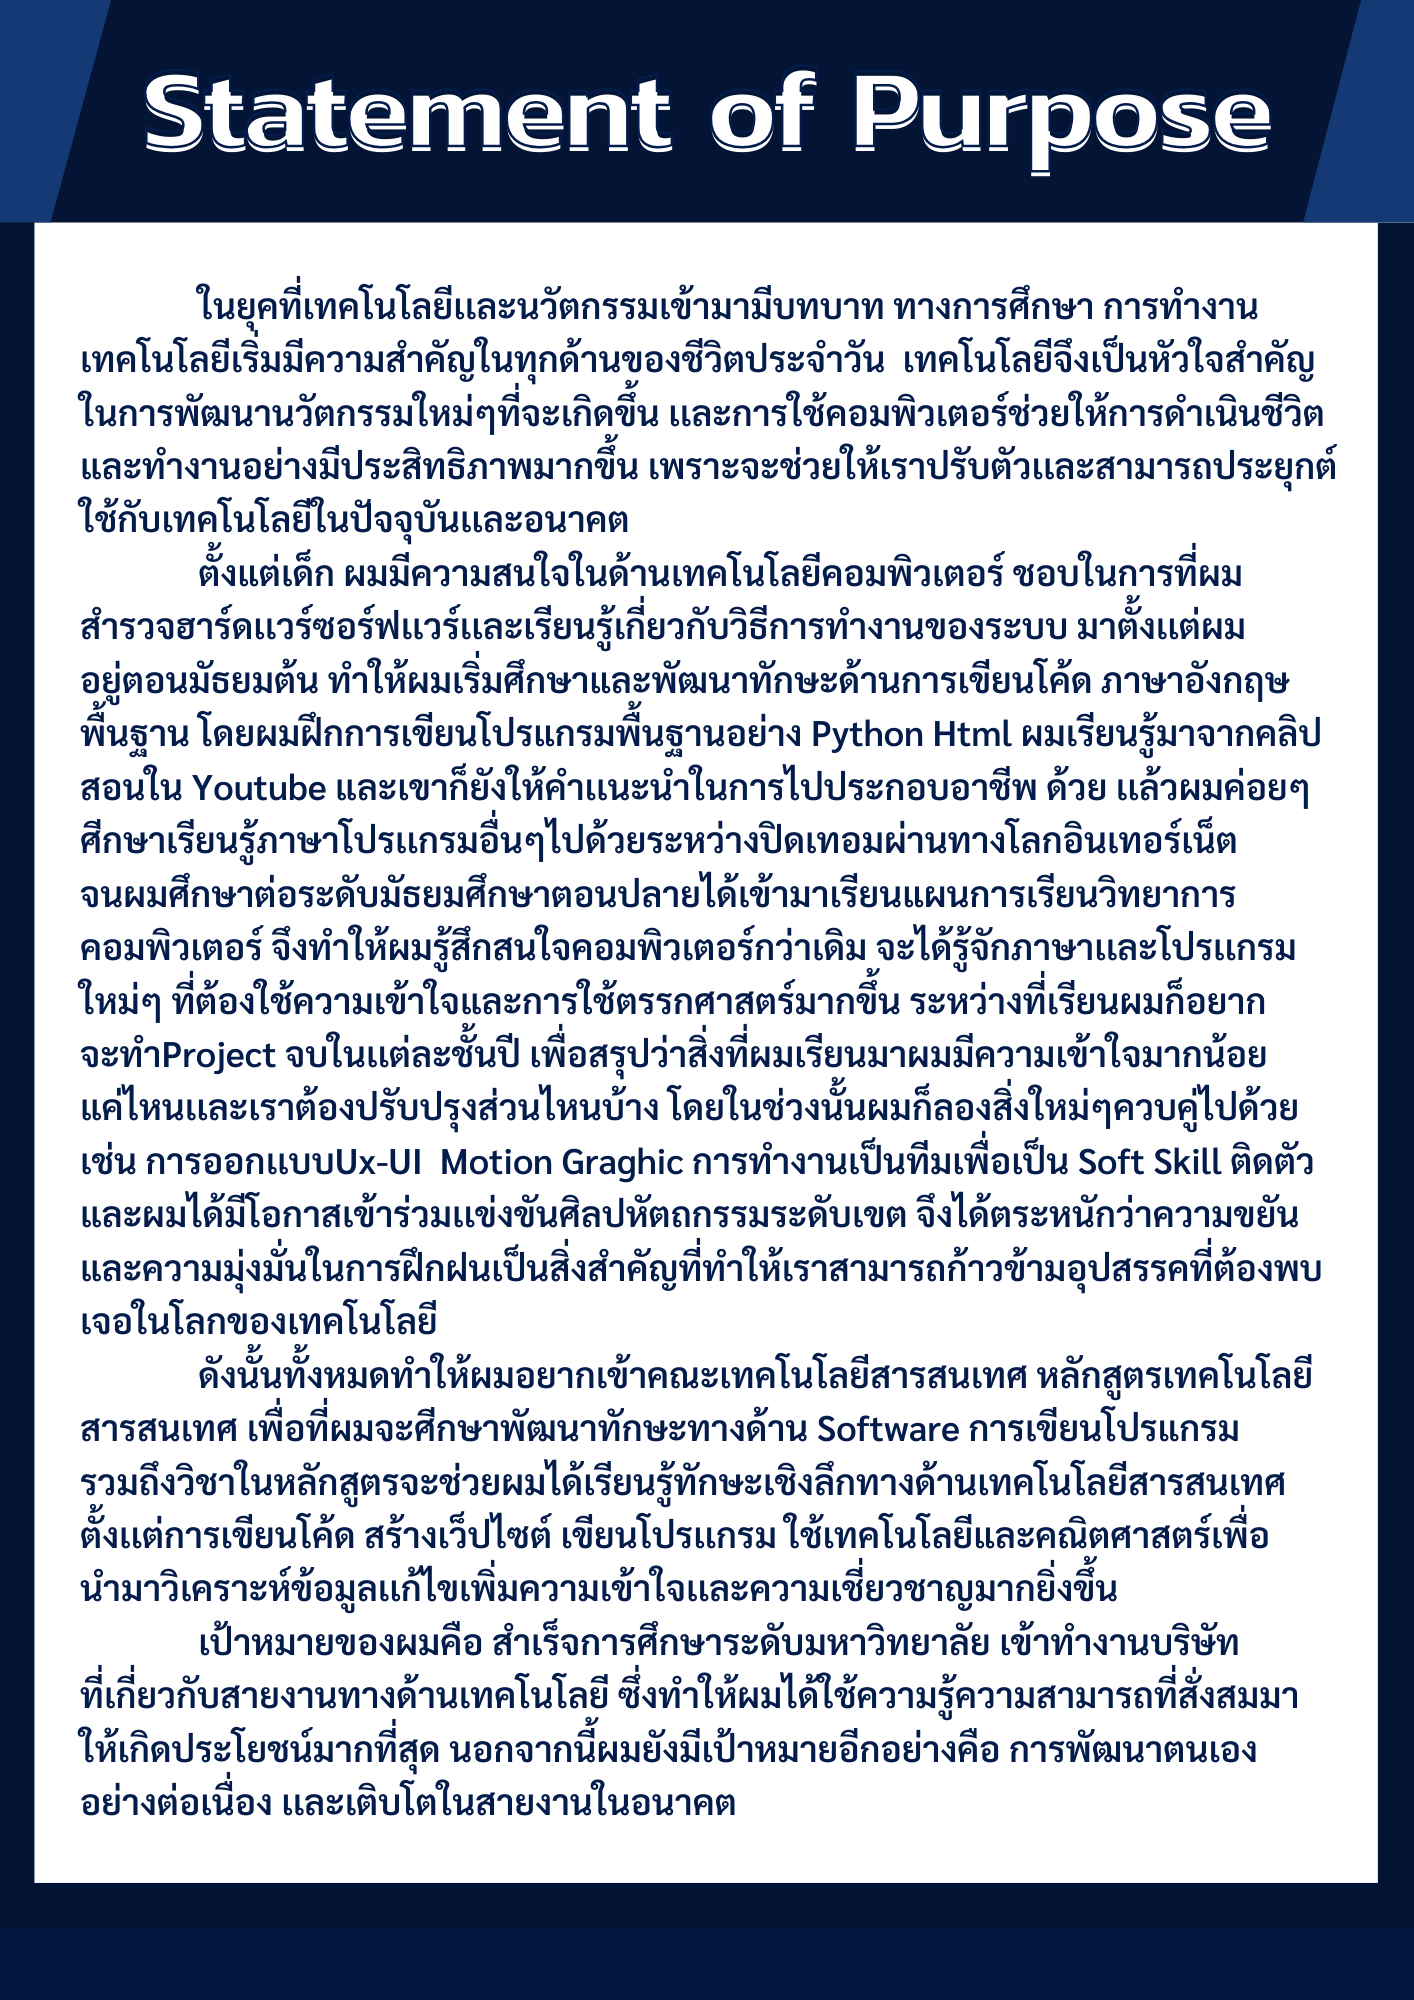 Statement of Purpose
ในยุคที่เทคโนโลยีและนวัตกรรมเข้ามามีบทบาท ทางการศึกษา การทำงาน
เทคโนโลยีเริ่มมีความสำคัญในทุกด้านของชีวิตประจำวัน  เทคโนโลยีจึงเป็นหัวใจสำคัญ
ในการพัฒนานวัตกรรมใหม่ๆที่จะเกิดขึ้น และการใช้คอมพิวเตอร์ช่วยให้การดำเนินชีวิต
และทำงานอย่างมีประสิทธิภาพมากขึ้น เพราะจะช่วยให้เราปรับตัวและสามารถประยุกต์
ใช้กับเทคโนโลยีในปัจจุบันและอนาคต
ตั้งแต่เด็ก ผมมีความสนใจในด้านเทคโนโลยีคอมพิวเตอร์ ชอบในการที่ผม
สำรวจฮาร์ดแวร์ซอร์ฟแวร์และเรียนรู้เกี่ยวกับวิธีการทำงานของระบบ มาตั้งแต่ผม
อยู่ตอนมัธยมต้น ทำให้ผมเริ่มศึกษาและพัฒนาทักษะด้านการเขียนโค้ด ภาษาอังกฤษ
พื้นฐาน โดยผมฝึกการเขียนโปรแกรมพื้นฐานอย่าง Python Html ผมเรียนรู้มาจากคลิป
สอนใน Youtube และเขาก็ยังให้คำแนะนำในการไปประกอบอาชีพ ด้วย แล้วผมค่อยๆ
ศึกษาเรียนรู้ภาษาโปรแกรมอื่นๆไปด้วยระหว่างปิดเทอมผ่านทางโลกอินเทอร์เน็ต
จนผมศึกษาต่อระดับมัธยมศึกษาตอนปลายได้เข้ามาเรียนแผนการเรียนวิทยาการ
คอมพิวเตอร์ จึงทำให้ผมรู้สึกสนใจคอมพิวเตอร์กว่าเดิม จะได้รู้จักภาษาและโปรแกรม
ใหม่ๆ ที่ต้องใช้ความเข้าใจและการใช้ตรรกศาสตร์มากขึ้น ระหว่างที่เรียนผมก็อยาก
จะทำProject จบในแต่ละชั้นปี เพื่อสรุปว่าสิ่งที่ผมเรียนมาผมมีความเข้าใจมากน้อย
แค่ไหนและเราต้องปรับปรุงส่วนไหนบ้าง โดยในช่วงนั้นผมก็ลองสิ่งใหม่ๆควบคู่ไปด้วย
เช่น การออกแบบUx-UI  Motion Graghic การทำงานเป็นทีมเพื่อเป็น Soft Skill ติดตัว
และผมได้มีโอกาสเข้าร่วมแข่งขันศิลปหัตถกรรมระดับเขต จึงได้ตระหนักว่าความขยัน
และความมุ่งมั่นในการฝึกฝนเป็นสิ่งสำคัญที่ทำให้เราสามารถก้าวข้ามอุปสรรคที่ต้องพบ
เจอในโลกของเทคโนโลยี
ดังนั้นทั้งหมดทำให้ผมอยากเข้าคณะเทคโนโลยีสารสนเทศ หลักสูตรเทคโนโลยี
สารสนเทศ เพื่อที่ผมจะศึกษาพัฒนาทักษะทางด้าน Software การเขียนโปรแกรม
รวมถึงวิชาในหลักสูตรจะช่วยผมได้เรียนรู้ทักษะเชิงลึกทางด้านเทคโนโลยีสารสนเทศ
ตั้งแต่การเขียนโค้ด สร้างเว็ปไซต์ เขียนโปรแกรม ใช้เทคโนโลยีและคณิตศาสตร์เพื่อ
นำมาวิเคราะห์ข้อมูลแก้ไขเพิ่มความเข้าใจและความเชี่ยวชาญมากยิ่งขึ้น
เป้าหมายของผมคือ สำเร็จการศึกษาระดับมหาวิทยาลัย เข้าทำงานบริษัท
ที่เกี่ยวกับสายงานทางด้านเทคโนโลยี ซึ่งทำให้ผมได้ใช้ความรู้ความสามารถที่สั่งสมมา
ให้เกิดประโยชน์มากที่สุด นอกจากนี้ผมยังมีเป้าหมายอีกอย่างคือ การพัฒนาตนเอง
อย่างต่อเนื่อง และเติบโตในสายงานในอนาคต